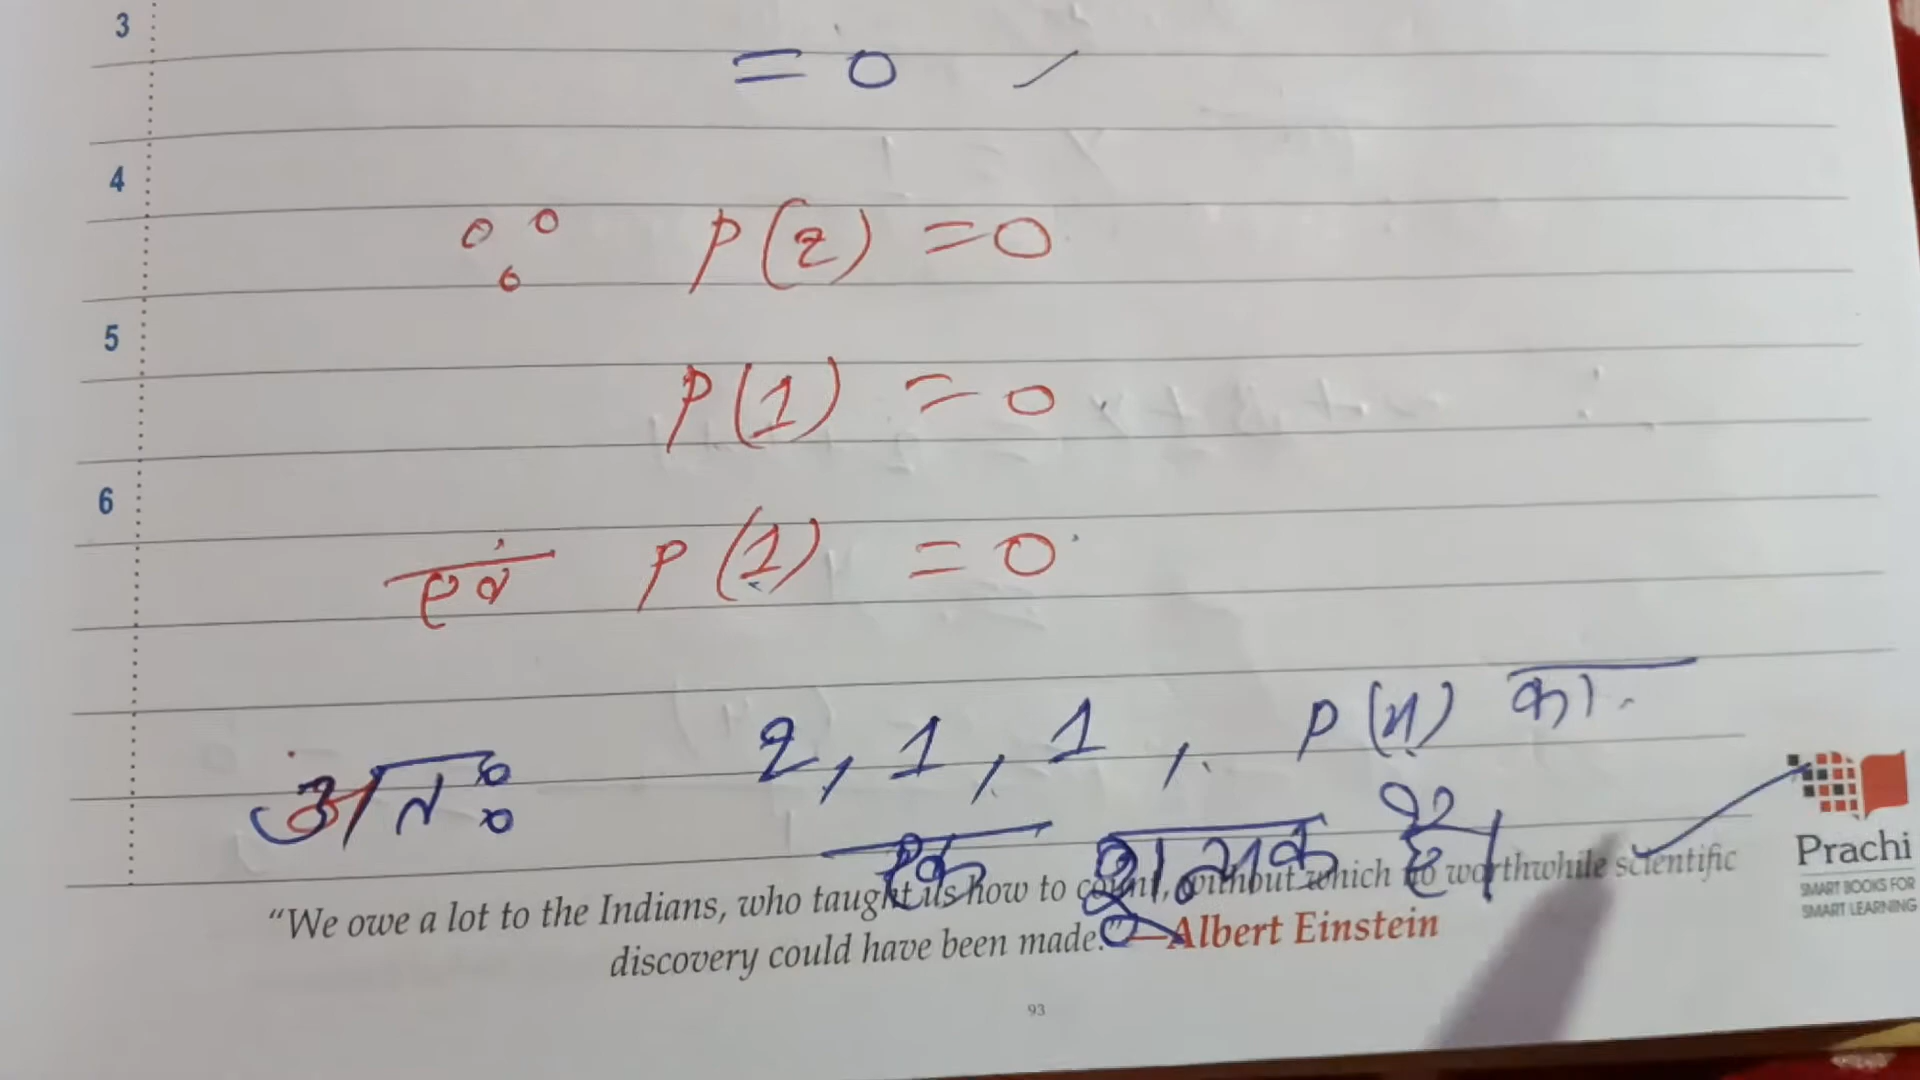 3
= 0
4
∵ P(2) = 0
5
P(1) = 0
6
एवं P(1) = 0
अतः 2, 1, 1, P(x) का
एक शून्यक है।
“We owe a lot to the Indians, who taught us how to count, without which no worthwhile scientific
discovery could have been made.” —Albert Einstein
Prachi
SMART BOOKS FOR
SMART LEARNING
93